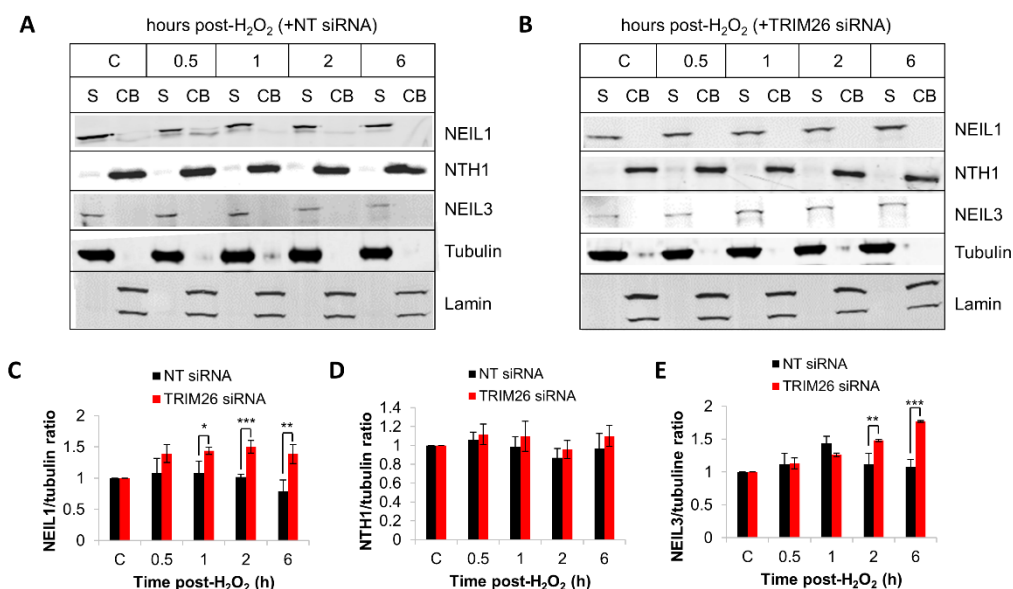 A
hours post-H₂O₂ (+NT siRNA)
C 0.5 1 2 6
S CB S CB S CB S CB S CB
NEIL1
NTH1
NEIL3
Tubulin
Lamin
B
hours post-H₂O₂ (+TRIM26 siRNA)
C 0.5 1 2 6
S CB S CB S CB S CB S CB
NEIL1
NTH1
NEIL3
Tubulin
Lamin
C
NT siRNA
TRIM26 siRNA
NEIL1/tubulin ratio
2
1.5
1
0.5
0
* *** **
C 0.5 1 2 6
Time post-H₂O₂ (h)
D
NT siRNA
TRIM26 siRNA
NTH1/tubulin ratio
1.4
1.2
1
0.8
0.6
0.4
0.2
0
C 0.5 1 2 6
Time post-H₂O₂ (h)
E
NT siRNA
TRIM26 siRNA
NEIL3/tubuline ratio
2
1.5
1
0.5
0
** ***
C 0.5 1 2 6
Time post-H₂O₂ (h)